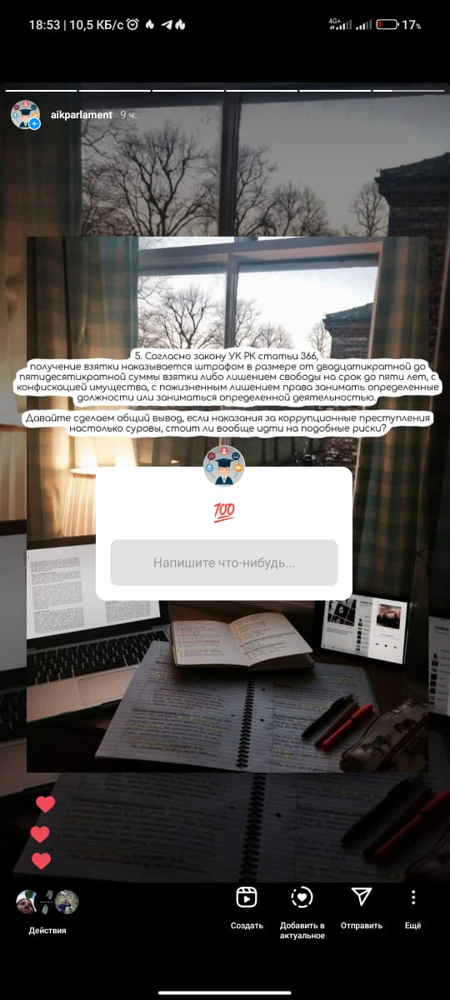 18:53 | 10,5 КБ/с
4G+
17%
aikparlament 9 ч.
5. Согласно закону УК РК статьи 366,
получение взятки наказывается штрафом в размере от двадцатикратной до
пятидесятикратной суммы взятки либо лишением свободы на срок до пяти лет, с
конфискацией имущества, с пожизненным лишением права занимать определенные
должности или заниматься определенной деятельностью.
Давайте сделаем общий вывод, если наказания за коррупционные преступления
настолько суровы, стоит ли вообще идти на подобные риски?
100
Напишите что-нибудь...
Действия
Создать
Добавить в
актуальное
Отправить
Ещё